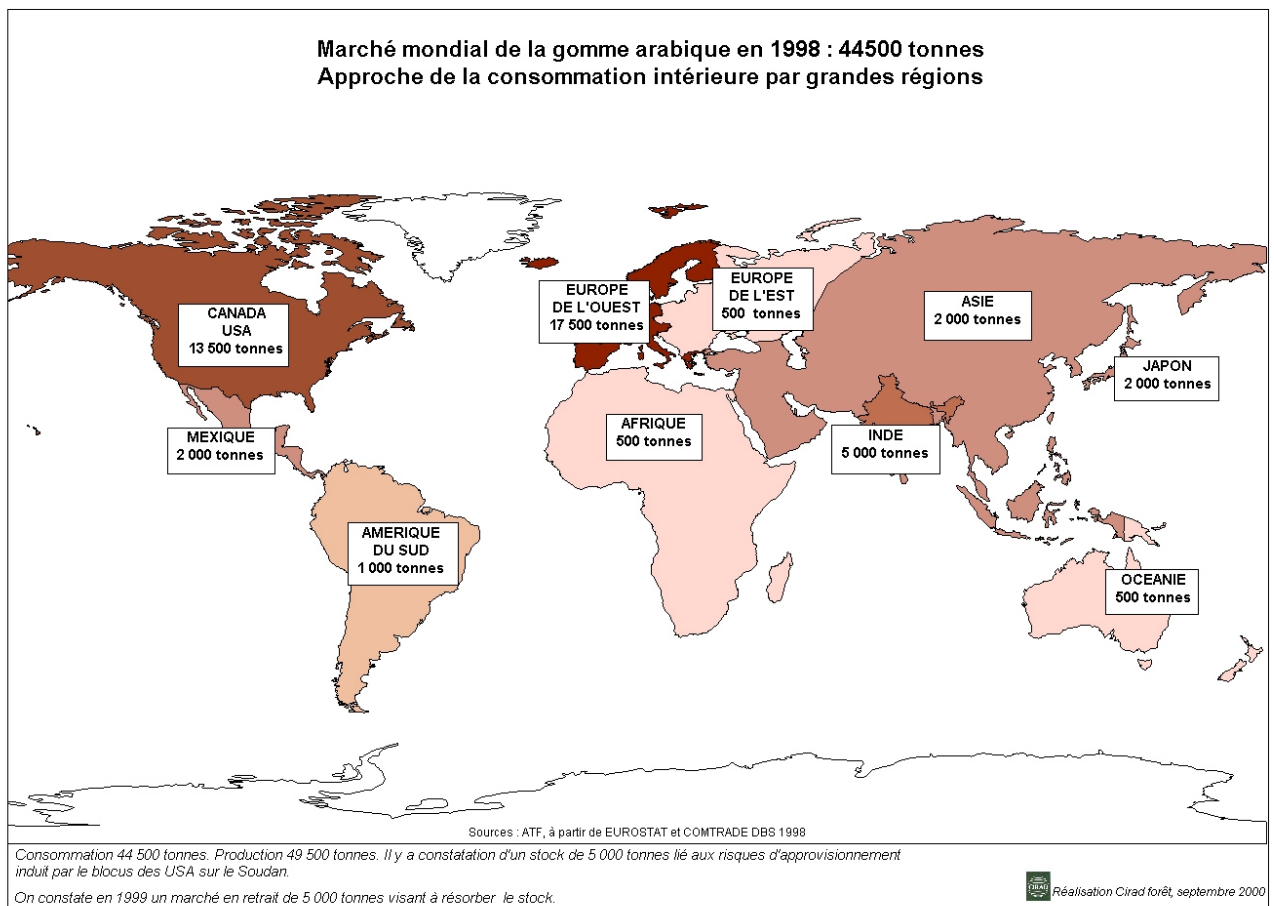 Marché mondial de la gomme arabique en 1998 : 44500 tonnes
Approche de la consommation intérieure par grandes régions
CANADA
USA
13 500 tonnes
EUROPE
DE L'OUEST
17 500 tonnes
EUROPE
DE L'EST
500 tonnes
ASIE
2 000 tonnes
JAPON
2 000 tonnes
MEXIQUE
2 000 tonnes
AFRIQUE
500 tonnes
INDE
5 000 tonnes
AMERIQUE
DU SUD
1 000 tonnes
OCEANIE
500 tonnes
Sources : ATF, à partir de EUROSTAT et COMTRADE DBS 1998
Consommation 44 500 tonnes. Production 49 500 tonnes. Il y a constatation d'un stock de 5 000 tonnes lié aux risques d'approvisionnement
induit par le blocus des USA sur le Soudan.
On constate en 1999 un marché en retrait de 5 000 tonnes visant à résorber le stock.
CIRAD
Réalisation Cirad forêt, septembre 2000